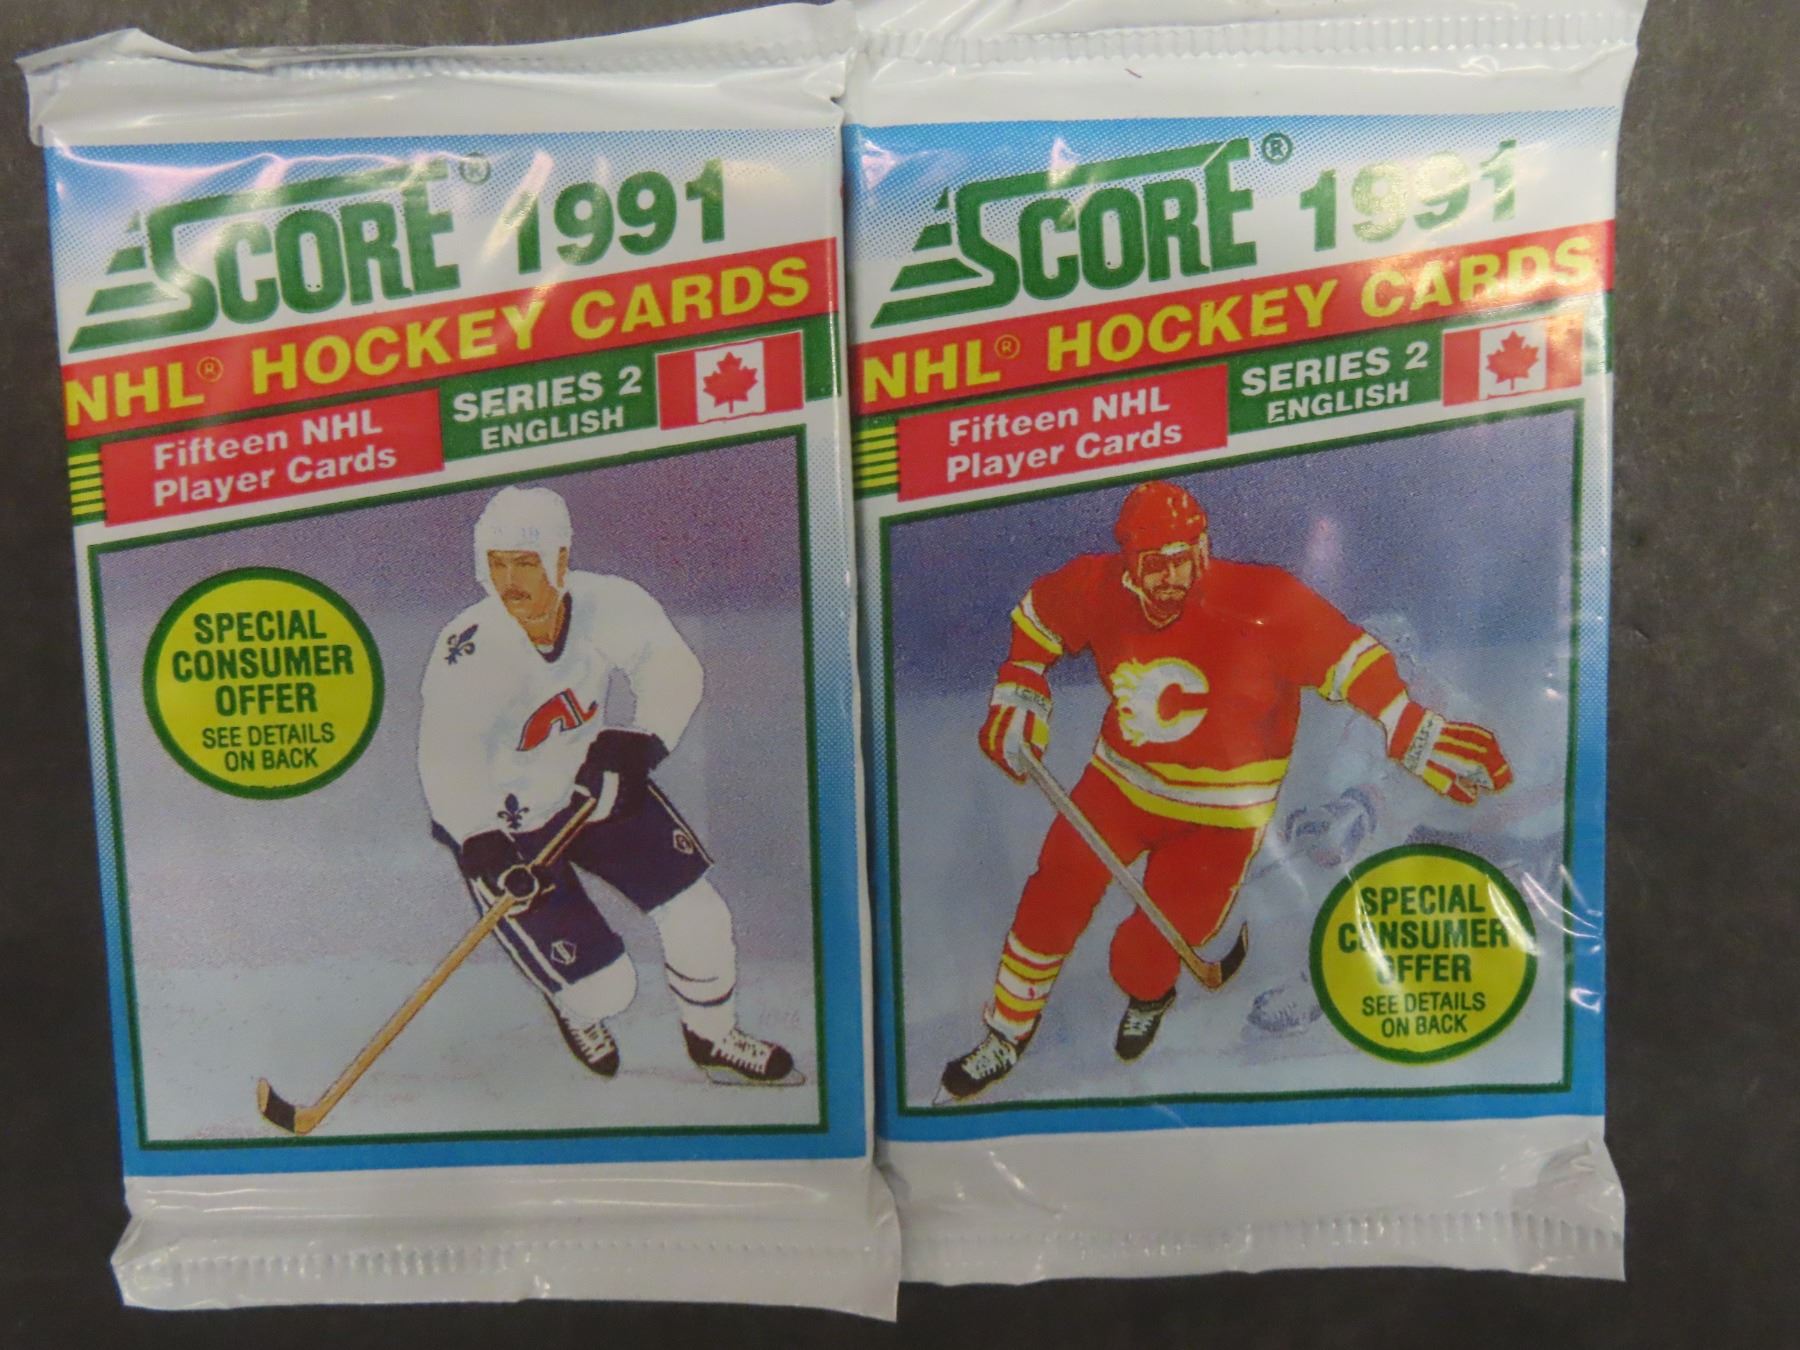 SCORE® 1991
NHL® HOCKEY CARDS
Fifteen NHL
Player Cards
SERIES 2
ENGLISH
SPECIAL
CONSUMER
OFFER
SEE DETAILS
ON BACK
SCORE® 1991
NHL® HOCKEY CARDS
Fifteen NHL
Player Cards
SERIES 2
ENGLISH
C
SPECIAL
CONSUMER
OFFER
SEE DETAILS
ON BACK